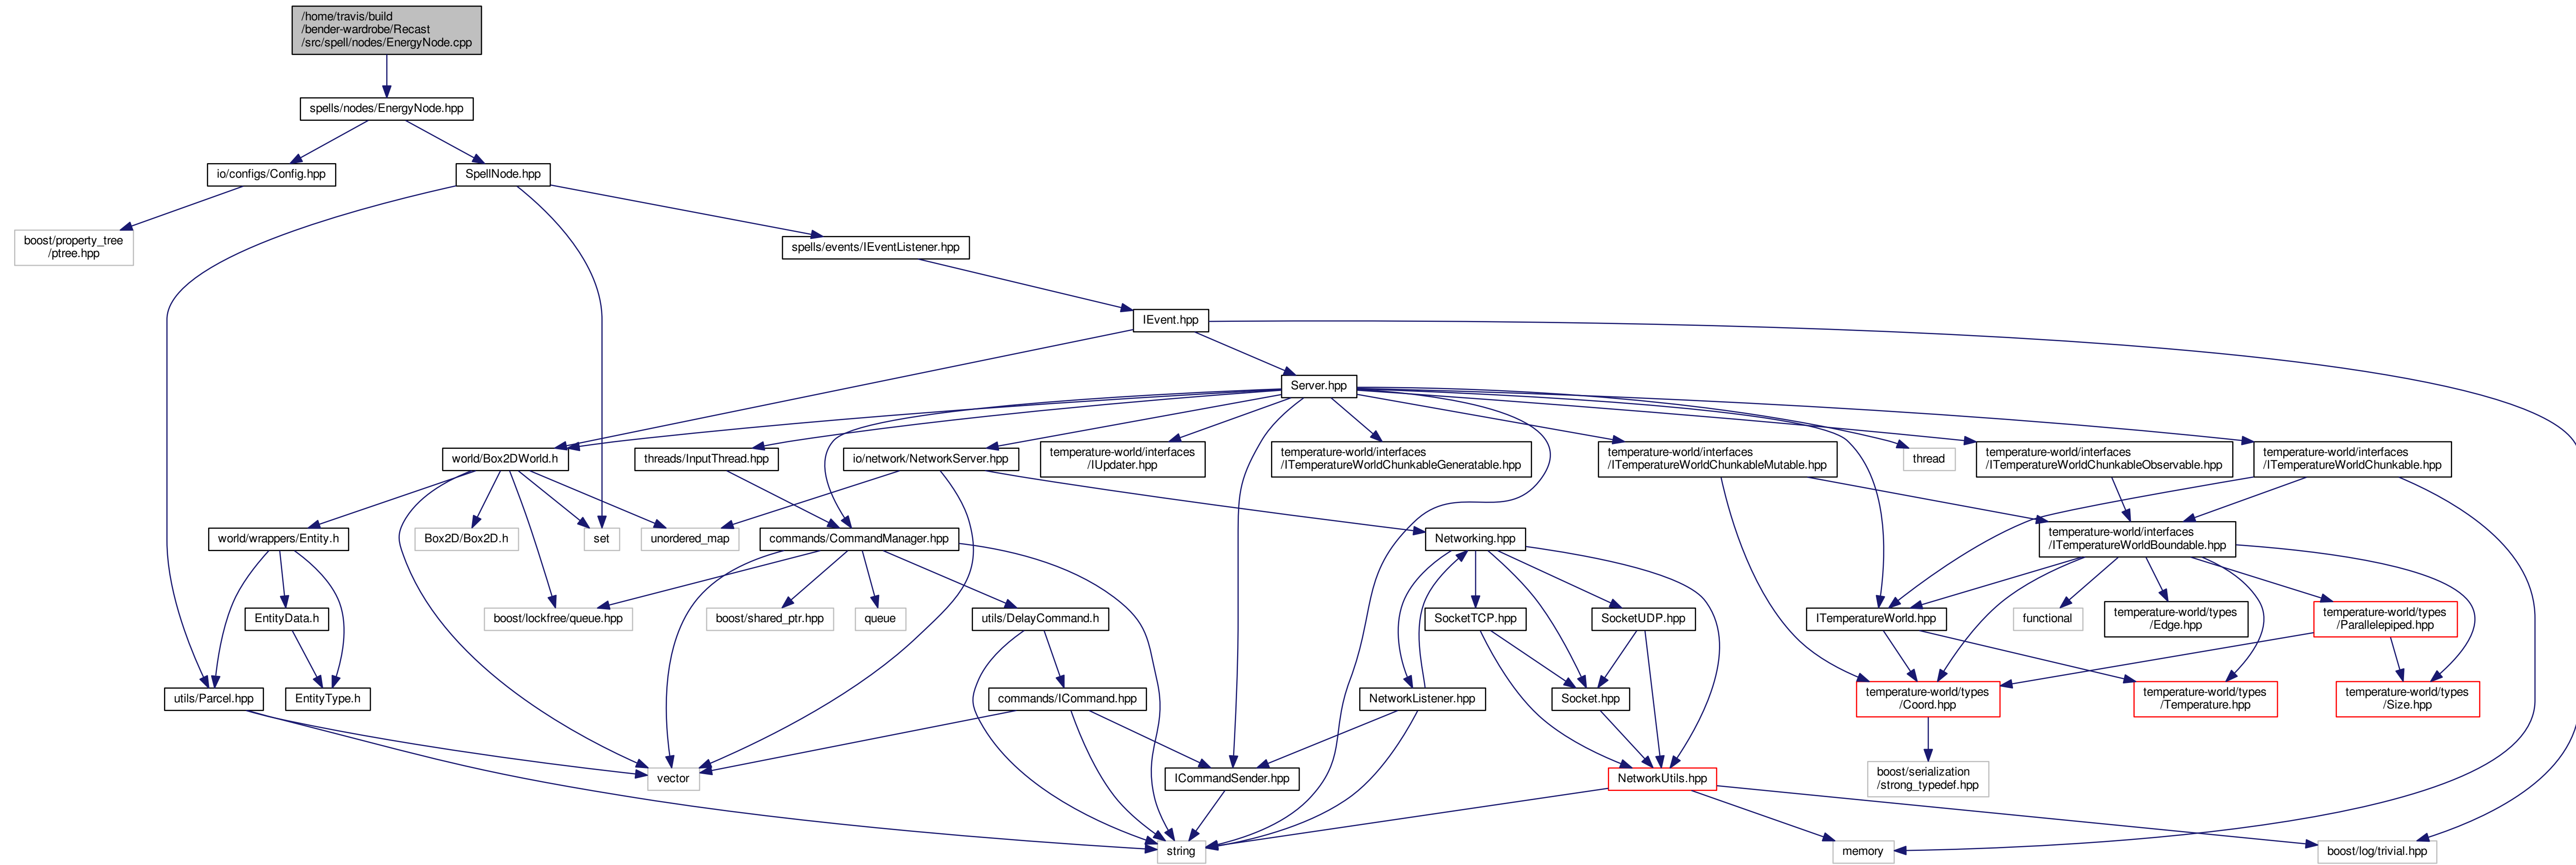 /home/travis/build
/bender-wardrobe/Recast
/src/spell/nodes/EnergyNode.cpp
spells/nodes/EnergyNode.hpp
io/configs/Config.hpp
SpellNode.hpp
boost/property_tree
/ptree.hpp
spells/events/IEventListener.hpp
IEvent.hpp
Server.hpp
world/Box2DWorld.h
threads/InputThread.hpp
io/network/NetworkServer.hpp
temperature-world/interfaces
/IUpdater.hpp
temperature-world/interfaces
/ITemperatureWorldChunkableGeneratable.hpp
temperature-world/interfaces
/ITemperatureWorldChunkableMutable.hpp
thread
temperature-world/interfaces
/ITemperatureWorldChunkableObservable.hpp
temperature-world/interfaces
/ITemperatureWorldChunkable.hpp
world/wrappers/Entity.h
Box2D/Box2D.h
set
unordered_map
commands/CommandManager.hpp
Networking.hpp
temperature-world/interfaces
/ITemperatureWorldBoundable.hpp
EntityData.h
boost/lockfree/queue.hpp
boost/shared_ptr.hpp
queue
utils/DelayCommand.h
SocketTCP.hpp
SocketUDP.hpp
ITemperatureWorld.hpp
functional
temperature-world/types
/Edge.hpp
temperature-world/types
/Parallelepiped.hpp
utils/Parcel.hpp
EntityType.h
commands/ICommand.hpp
NetworkListener.hpp
Socket.hpp
temperature-world/types
/Coord.hpp
temperature-world/types
/Temperature.hpp
temperature-world/types
/Size.hpp
vector
ICommandSender.hpp
NetworkUtils.hpp
boost/serialization
/strong_typedef.hpp
string
memory
boost/log/trivial.hpp